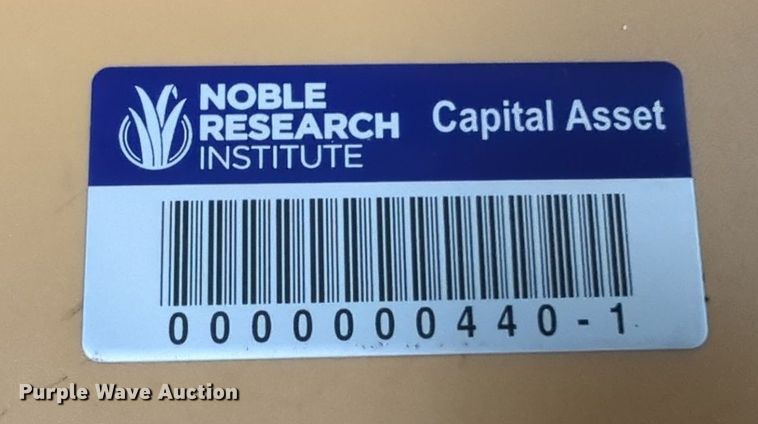 NOBLE
RESEARCH
INSTITUTE
Capital Asset
0000000440-1
Purple Wave Auction